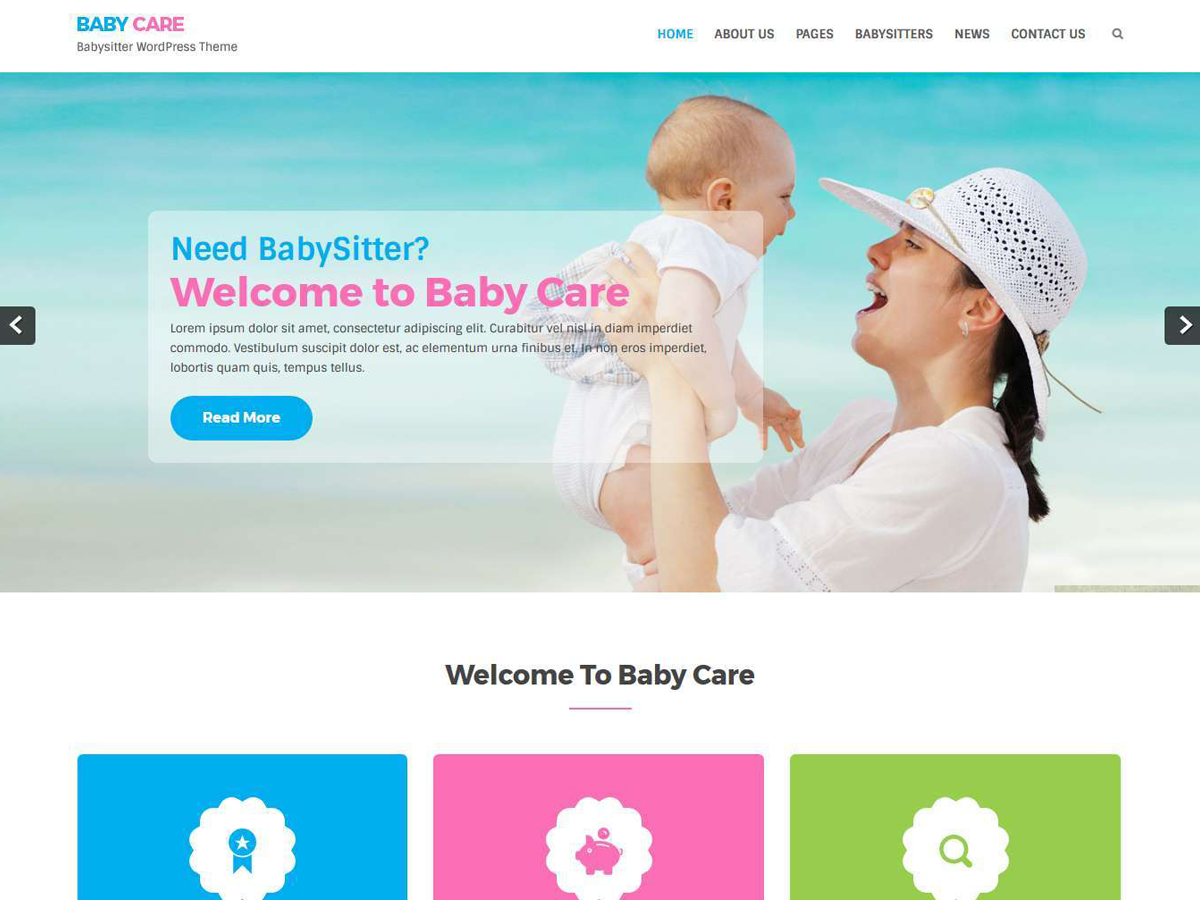 BABY CARE
Babysitter WordPress Theme
HOME ABOUT US PAGES BABYSITTERS NEWS CONTACT US
Need BabySitter?
Welcome to Baby Care
Lorem ipsum dolor sit amet, consectetur adipiscing elit. Curabitur vel nisl in diam imperdiet
commodo. Vestibulum suscipit dolor est, ac elementum urna finibus et. In non eros imperdiet,
lobortis quam quis, tempus tellus.
Read More
Welcome To Baby Care